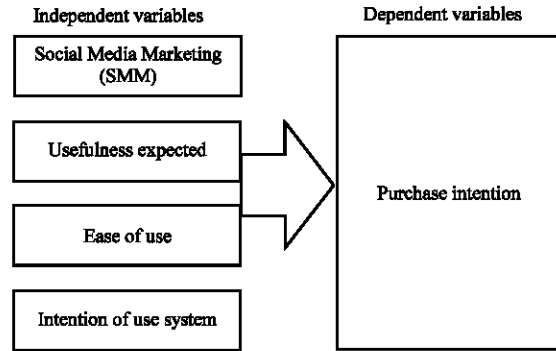 Independent variables
Social Media Marketing
(SMM)
Usefulness expected
Ease of use
Intention of use system
Dependent variables
Purchase intention